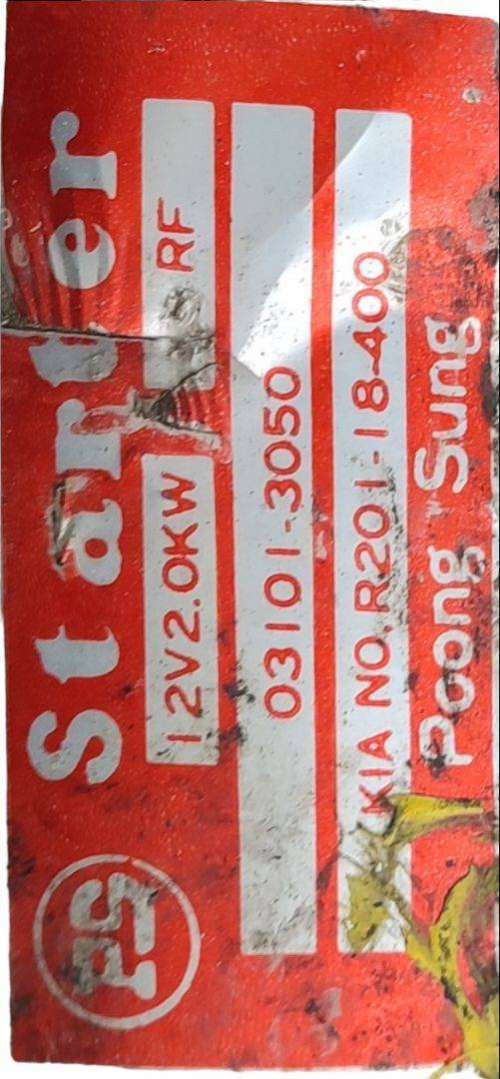 PS Starter
12V2.0KW RF
03101-3050
KIA NO.R201-18-400
Poong Sung